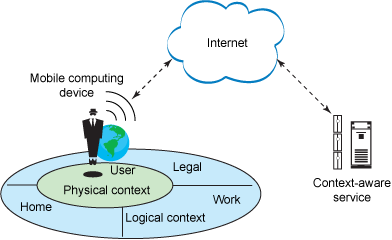 Internet
Mobile computing
device
User
Legal
Physical context
Home
Work
Logical context
Context-aware
service